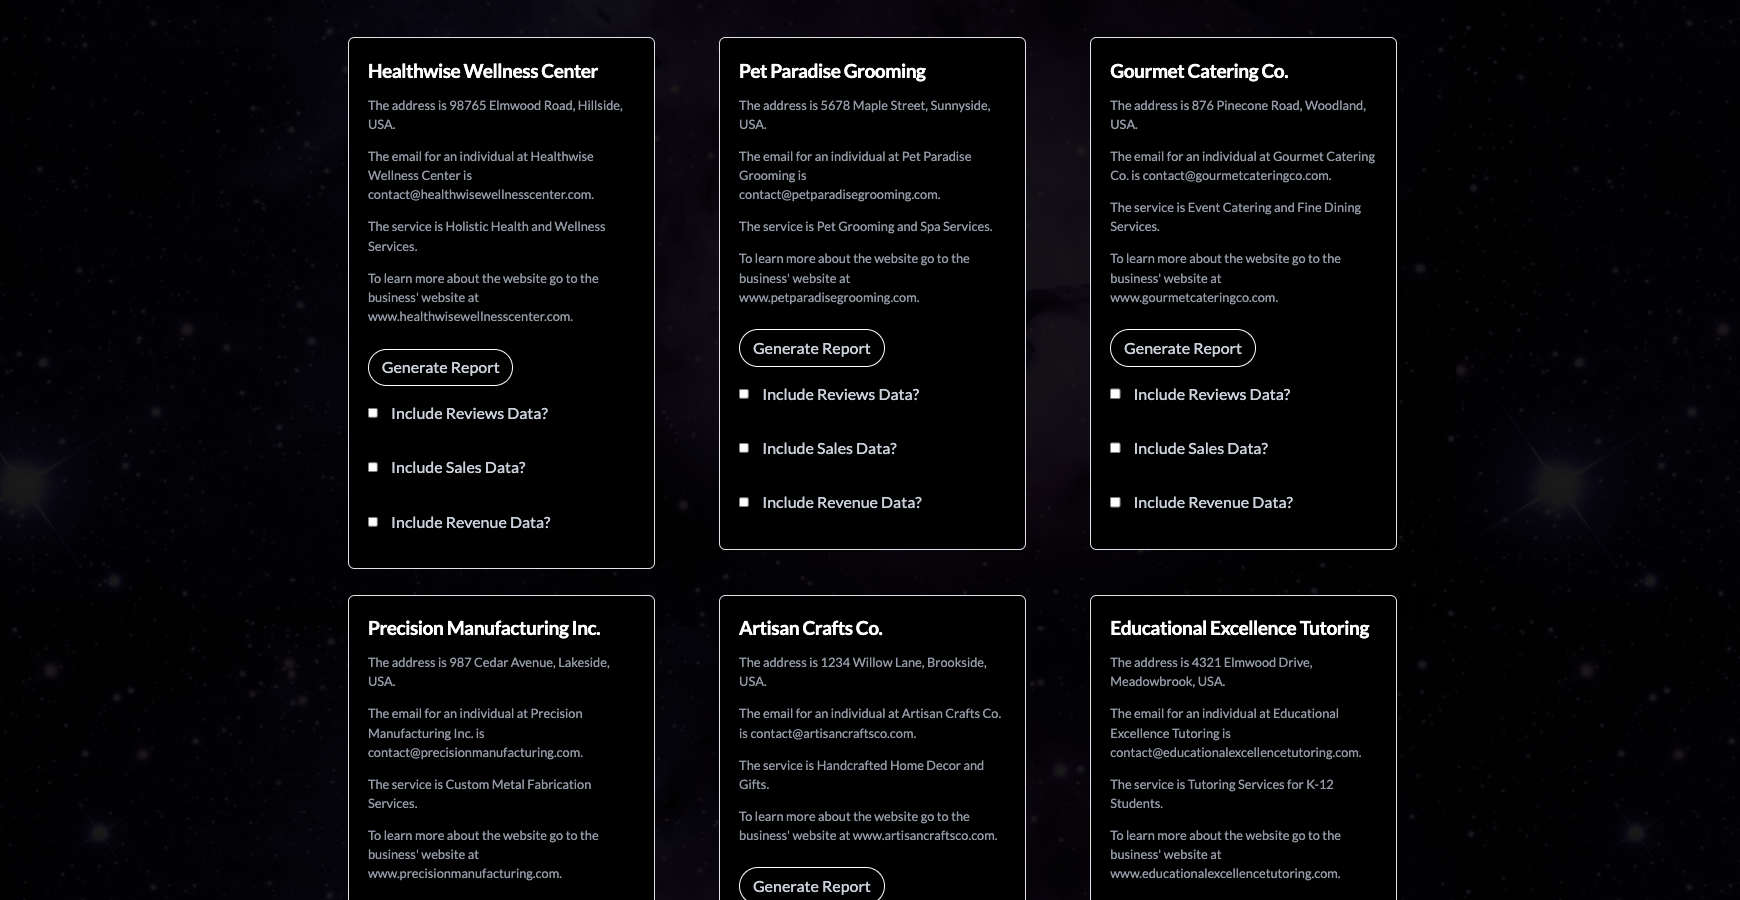 Healthwise Wellness Center
The address is 98765 Elmwood Road, Hillside,
USA.
The email for an individual at Healthwise
Wellness Center is
contact@healthwisewellnesscenter.com.
The service is Holistic Health and Wellness
Services.
To learn more about the website go to the
business' website at
www.healthwisewellnesscenter.com.
Generate Report
Include Reviews Data?
Include Sales Data?
Include Revenue Data?
Pet Paradise Grooming
The address is 5678 Maple Street, Sunnyside,
USA.
The email for an individual at Pet Paradise
Grooming is
contact@petparadisegrooming.com.
The service is Pet Grooming and Spa Services.
To learn more about the website go to the
business' website at
www.petparadisegrooming.com.
Generate Report
Include Reviews Data?
Include Sales Data?
Include Revenue Data?
Gourmet Catering Co.
The address is 876 Pinecone Road, Woodland,
USA.
The email for an individual at Gourmet Catering
Co. is contact@gourmetcateringco.com.
The service is Event Catering and Fine Dining
Services.
To learn more about the website go to the
business' website at
www.gourmetcateringco.com.
Generate Report
Include Reviews Data?
Include Sales Data?
Include Revenue Data?
Precision Manufacturing Inc.
The address is 987 Cedar Avenue, Lakeside,
USA.
The email for an individual at Precision
Manufacturing Inc. is
contact@precisionmanufacturing.com.
The service is Custom Metal Fabrication
Services.
To learn more about the website go to the
business' website at
www.precisionmanufacturing.com.
Artisan Crafts Co.
The address is 1234 Willow Lane, Brookside,
USA.
The email for an individual at Artisan Crafts Co.
is contact@artisancraftsco.com.
The service is Handcrafted Home Decor and
Gifts.
To learn more about the website go to the
business' website at www.artisancraftsco.com.
Generate Report
Educational Excellence Tutoring
The address is 4321 Elmwood Drive,
Meadowbrook, USA.
The email for an individual at Educational
Excellence Tutoring is
contact@educationalexcellencetutoring.com.
The service is Tutoring Services for K-12
Students.
To learn more about the website go to the
business' website at
www.educationalexcellencetutoring.com.